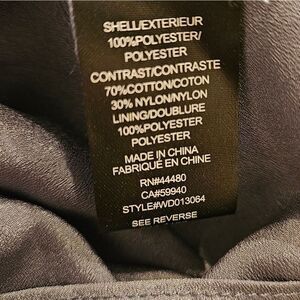 SHELL/EXTERIEUR
100%POLYESTER/
POLYESTER
CONTRAST/CONTRASTE
70%COTTON/COTON
30% NYLON/NYLON
LINING/DOUBLURE
100%POLYESTER
POLYESTER
MADE IN CHINA
FABRIQUÉ EN CHINE
RN#44480
CA#59940
STYLE#WD013064
SEE REVERSE